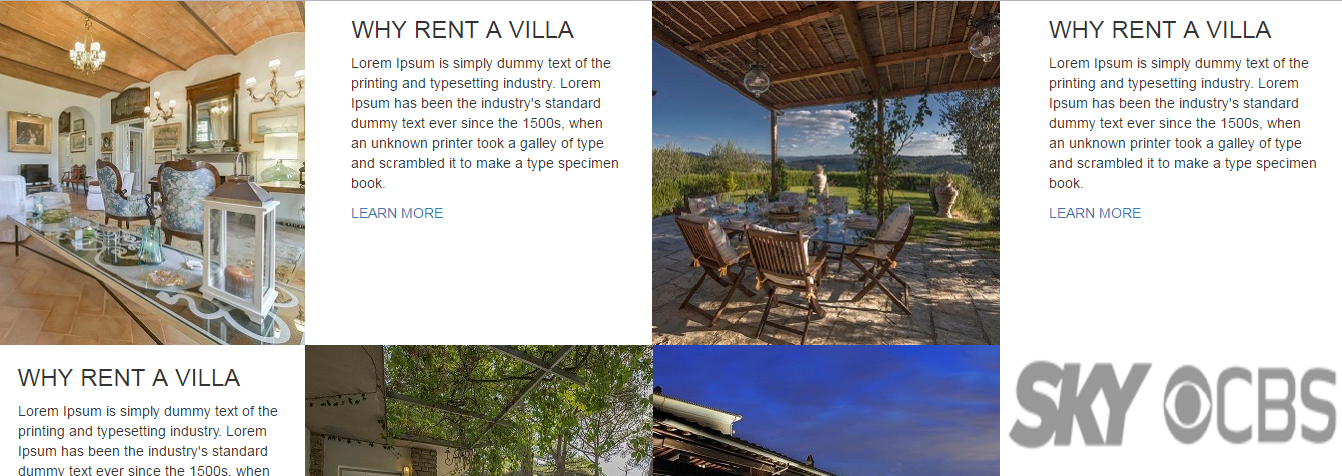 WHY RENT A VILLA
Lorem Ipsum is simply dummy text of the
printing and typesetting industry. Lorem
Ipsum has been the industry's standard
dummy text ever since the 1500s, when
an unknown printer took a galley of type
and scrambled it to make a type specimen
book.
LEARN MORE
WHY RENT A VILLA
Lorem Ipsum is simply dummy text of the
printing and typesetting industry. Lorem
Ipsum has been the industry's standard
dummy text ever since the 1500s, when
an unknown printer took a galley of type
and scrambled it to make a type specimen
book.
LEARN MORE
WHY RENT A VILLA
Lorem Ipsum is simply dummy text of the
printing and typesetting industry. Lorem
Ipsum has been the industry's standard
dummy text ever since the 1500s, when
SKY CBS